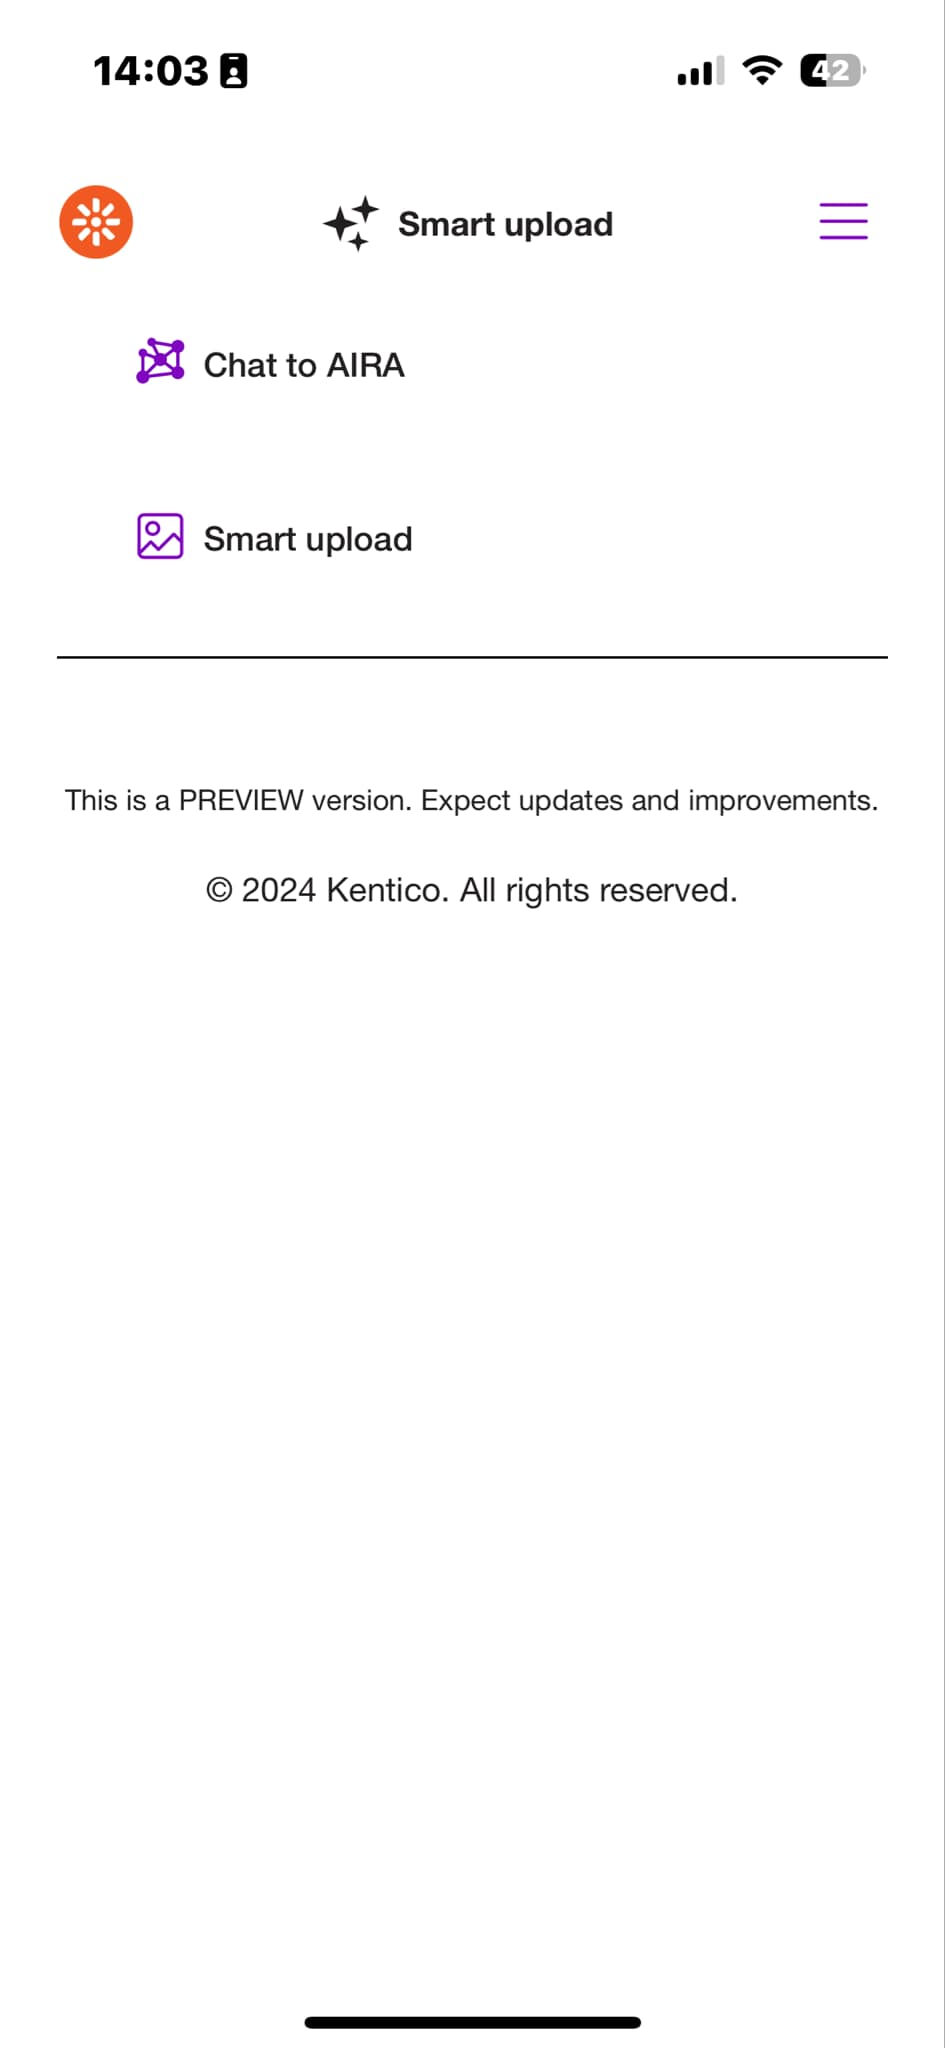 14:03
42
Smart upload
Chat to AIRA
Smart upload
This is a PREVIEW version. Expect updates and improvements.
© 2024 Kentico. All rights reserved.